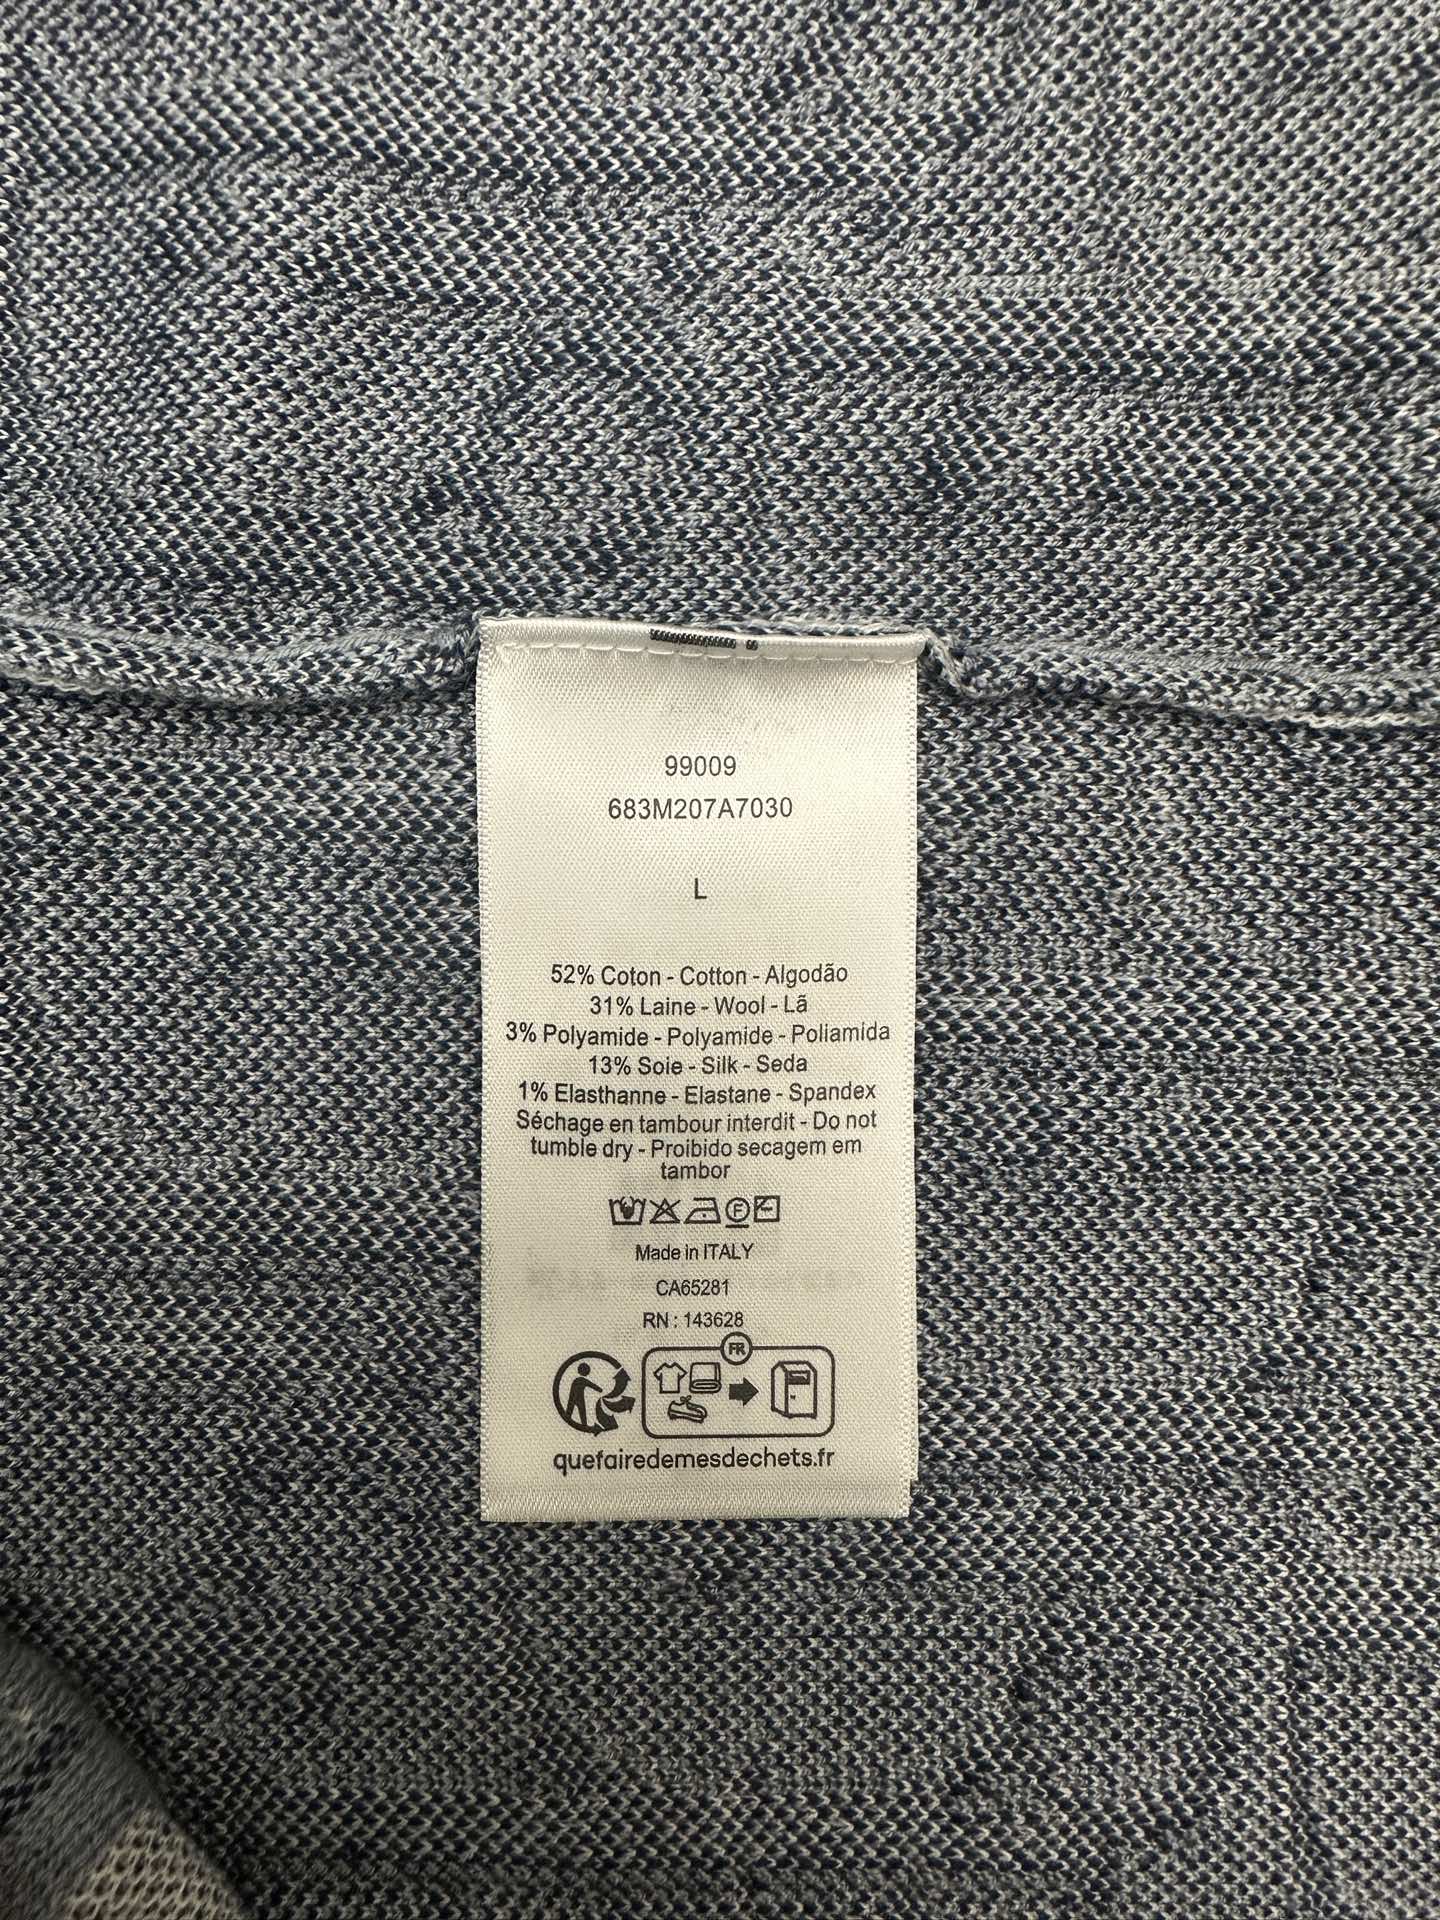 99009
683M207A7030
L
52% Coton - Cotton - Algodão
31% Laine - Wool - Lã
3% Polyamide - Polyamide - Poliamida
13% Soie - Silk - Seda
1% Elasthanne - Elastane - Spandex
Séchage en tambour interdit - Do not
tumble dry - Proibido secagem em
tambor
F
Made in ITALY
CA65281
RN : 143628
FR
quefairedemesdechets.fr